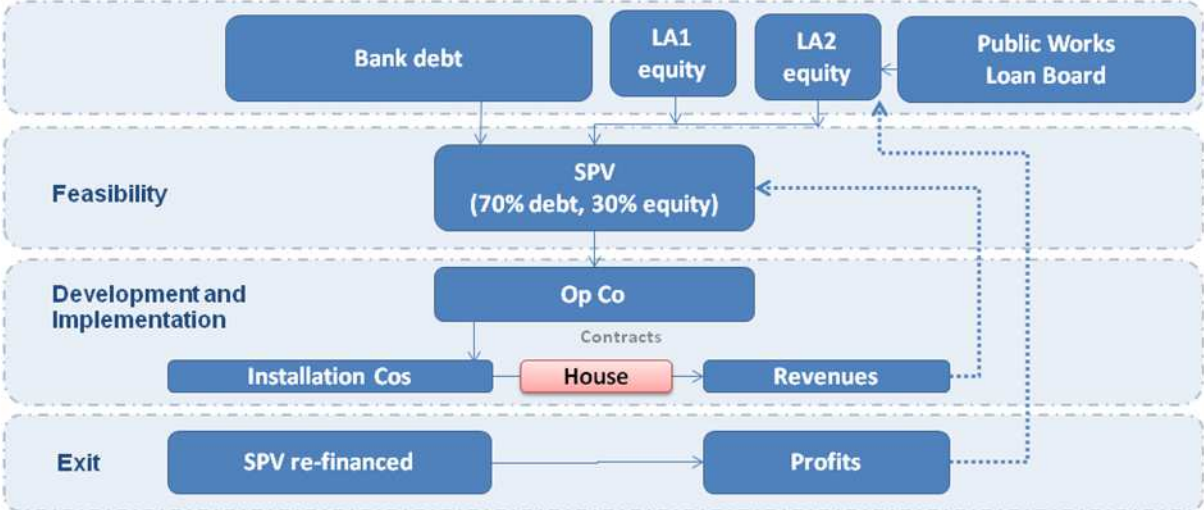 Bank debt
LA1
equity
LA2
equity
Public Works
Loan Board
Feasibility
SPV
(70% debt, 30% equity)
Development and
Implementation
Op Co
Contracts
Installation Cos
House
Revenues
Exit
SPV re-financed
Profits